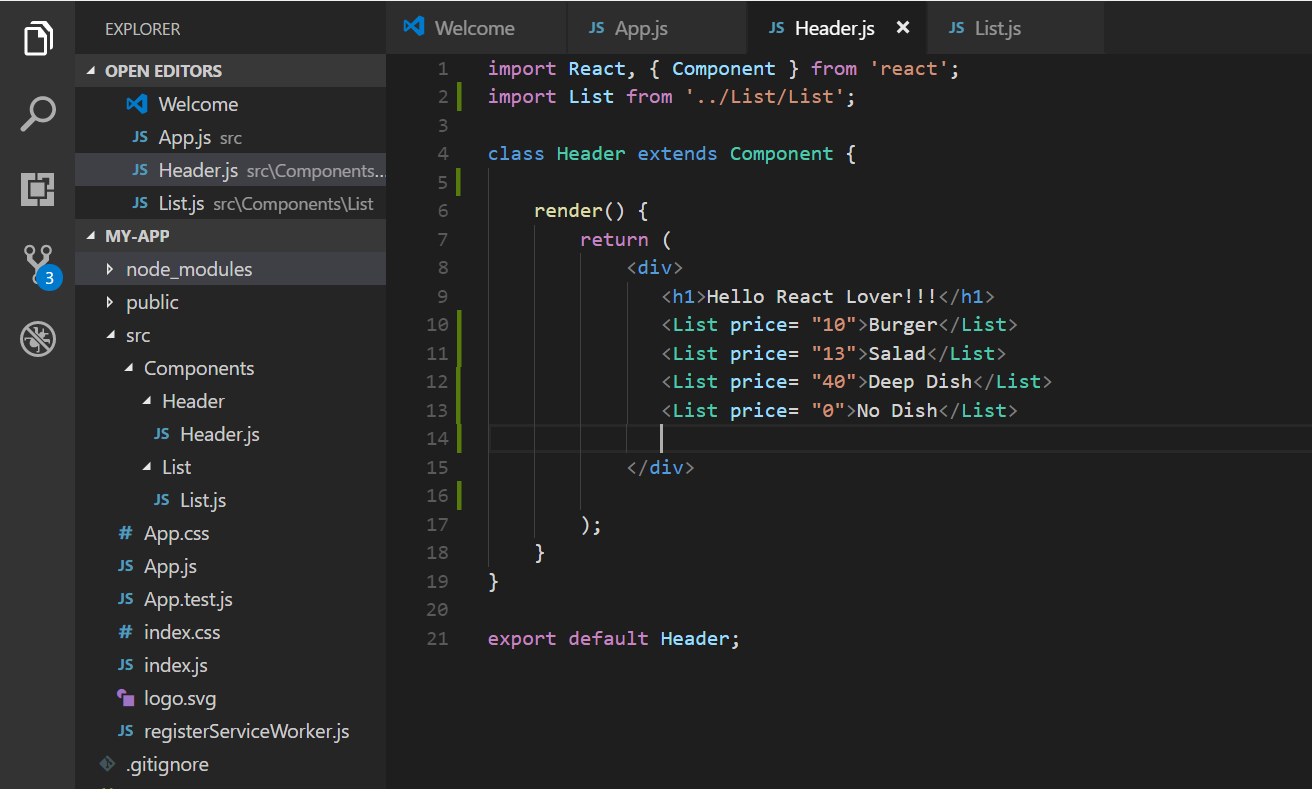 EXPLORER
OPEN EDITORS
Welcome
JS App.js src
JS Header.js src\Components...
JS List.js src\Components\List
MY-APP
node_modules
public
src
Components
Header
JS Header.js
List
JS List.js
# App.css
JS App.js
JS App.test.js
# index.css
JS index.js
logo.svg
JS registerServiceWorker.js
.gitignore
3
Welcome
JS App.js
JS Header.js ×
JS List.js
1 import React, { Component } from 'react';
2 import List from '../List/List';
3
4 class Header extends Component {
5
6 render() {
7 return (
8 <div>
9 <h1>Hello React Lover!!!</h1>
10 <List price= "10">Burger</List>
11 <List price= "13">Salad</List>
12 <List price= "40">Deep Dish</List>
13 <List price= "0">No Dish</List>
14
15 </div>
16
17 );
18 }
19 }
20
21 export default Header;